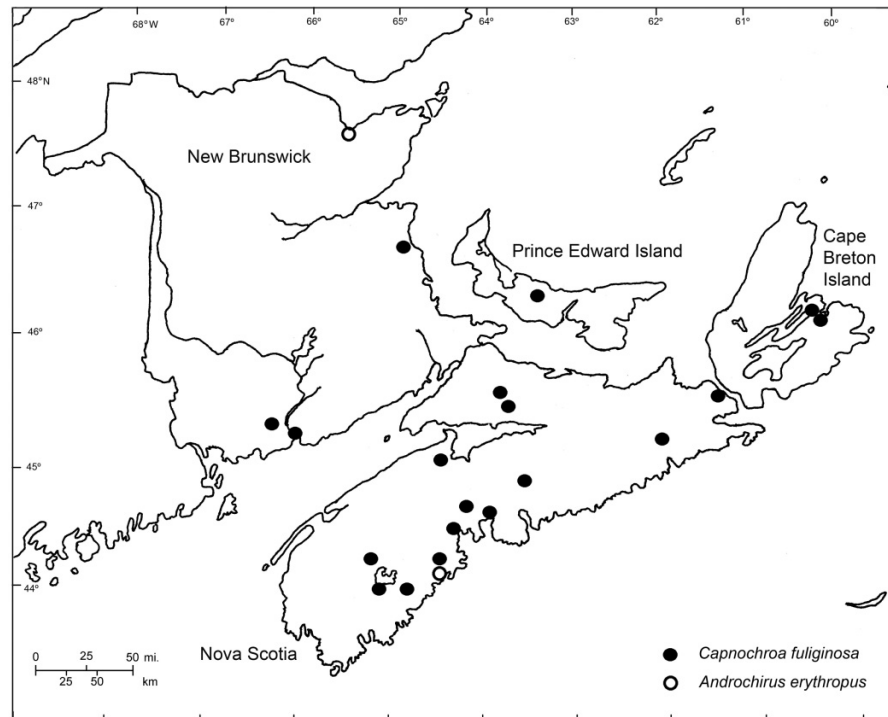 68°W 67 66 65 64 63 62 61 60
48°N
New Brunswick
47°
Prince Edward Island
Cape
Breton
Island
46°
45°
44°
Nova Scotia
0 25 50 mi.
25 50
km
Capnochroa fuliginosa
Androchirus erythropus